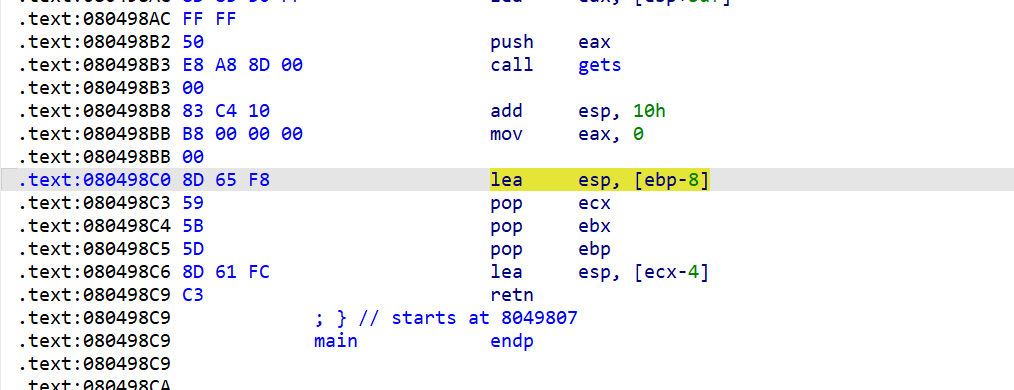 .text:080498AC FF FF
.text:080498B2 50 push eax
.text:080498B3 E8 A8 8D 00 call gets
.text:080498B3 00
.text:080498B8 83 C4 10 add esp, 10h
.text:080498BB B8 00 00 00 mov eax, 0
.text:080498BB 00
.text:080498C0 8D 65 F8 lea esp, [ebp-8]
.text:080498C3 59 pop ecx
.text:080498C4 5B pop ebx
.text:080498C5 5D pop ebp
.text:080498C6 8D 61 FC lea esp, [ecx-4]
.text:080498C9 C3 retn
.text:080498C9 ; } // starts at 8049807
.text:080498C9 main endp
.text:080498C9
.text:080498CA